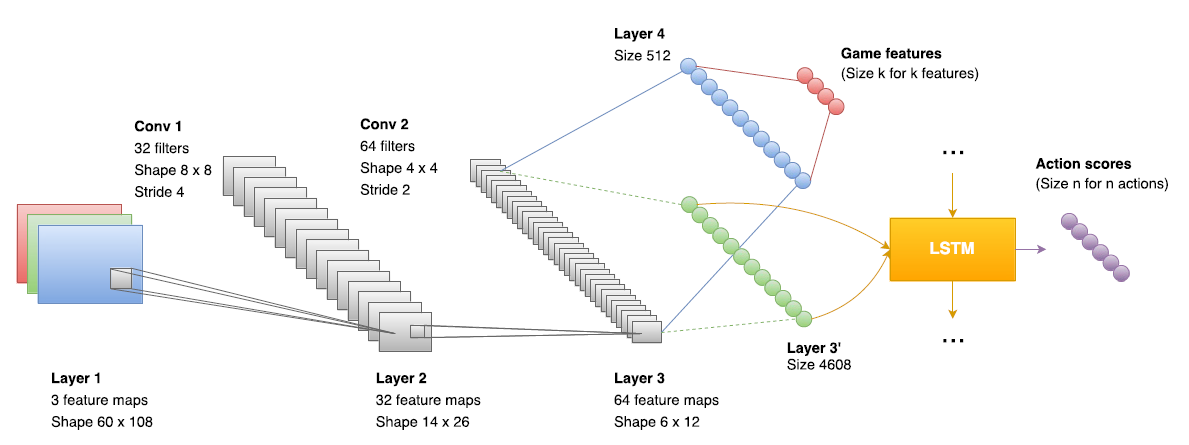 Layer 4
Size 512
Game features
(Size k for k features)
Conv 1
32 filters
Shape 8 x 8
Stride 4
Conv 2
64 filters
Shape 4 x 4
Stride 2
...
Action scores
(Size n for n actions)
LSTM
...
Layer 3'
Size 4608
Layer 1
3 feature maps
Shape 60 x 108
Layer 2
32 feature maps
Shape 14 x 26
Layer 3
64 feature maps
Shape 6 x 12